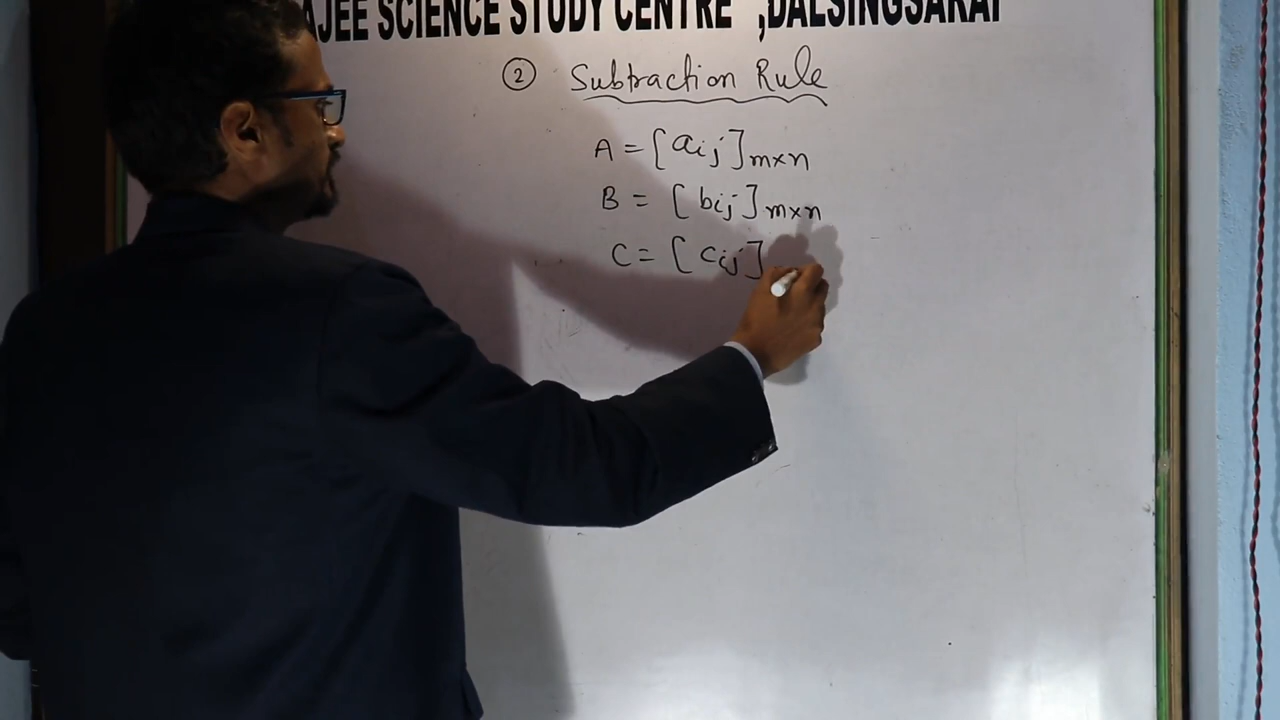 AJEE SCIENCE STUDY CENTRE ,DALSINGSARAI
② Subtraction Rule
A = [aij]m×n
B = [bij]m×n
C = [cij]